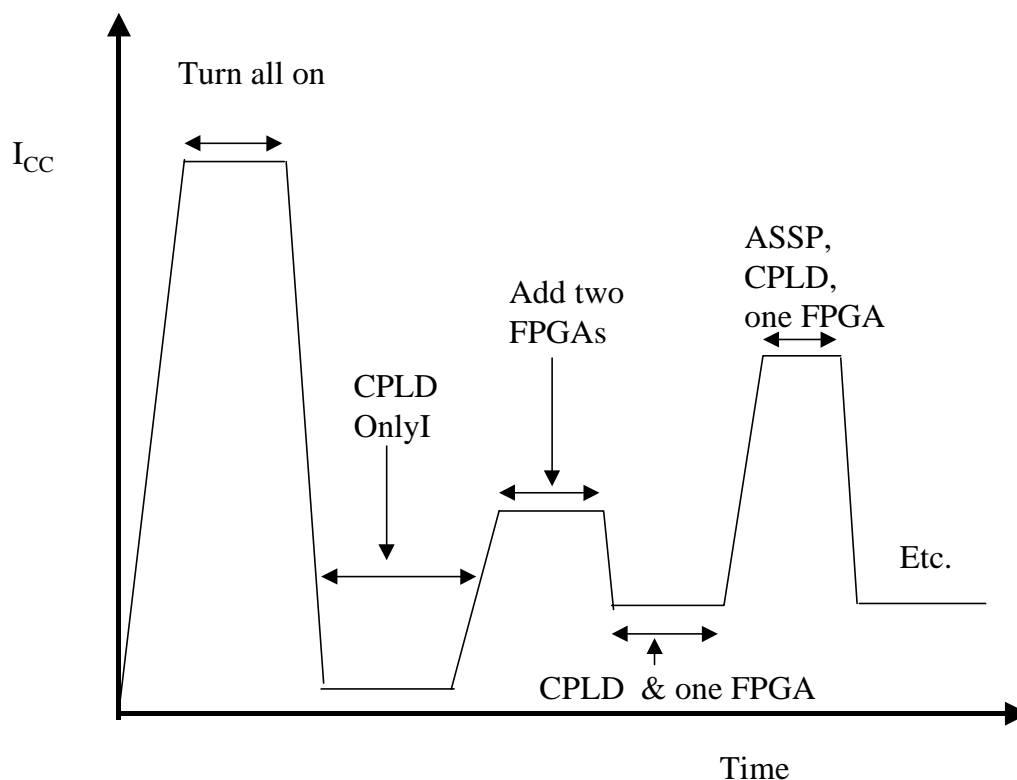 Turn all on
I_CC
ASSP,
CPLD,
one FPGA
Add two
FPGAs
CPLD
OnlyI
Etc.
CPLD & one FPGA
Time